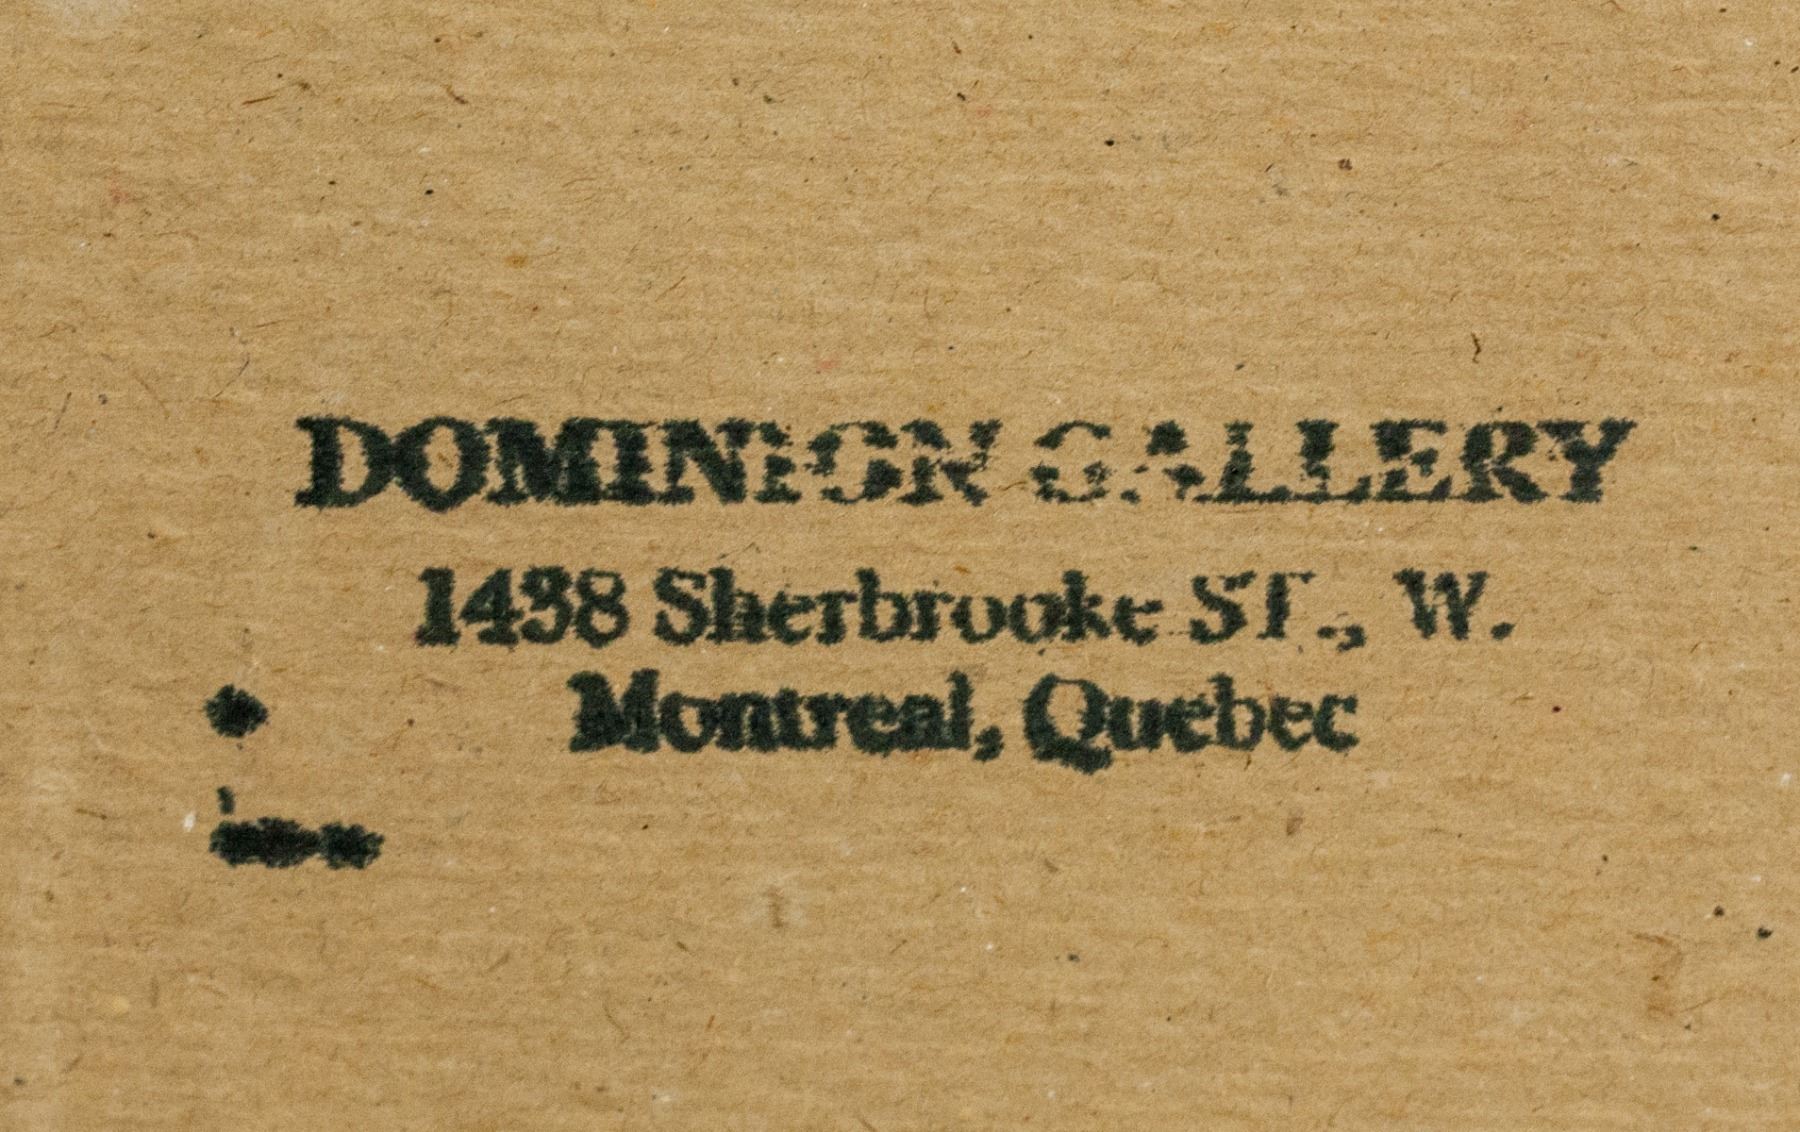 DOMINION GALLERY
1438 Sherbrooke ST., W.
Montreal, Quebec